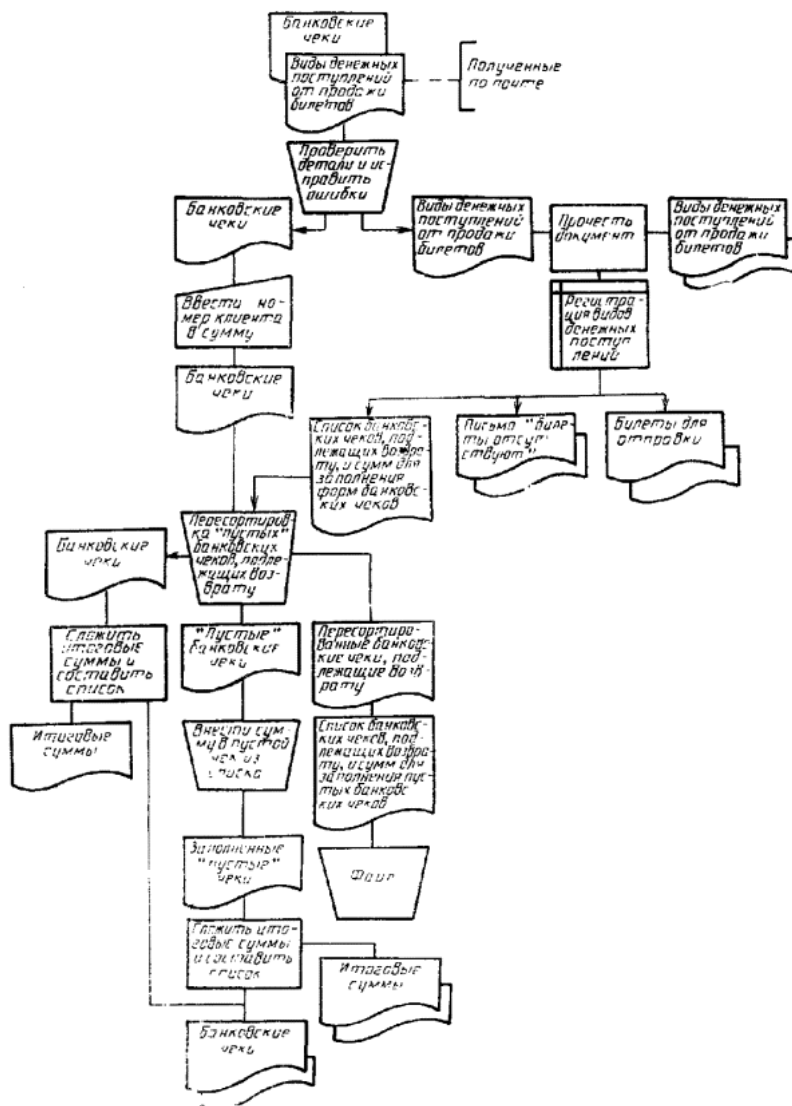 Банковские
чеки
Виды денежных
поступлений
от продажи
билетов
Полученные
по почте
Проверить
детали и ис-
править
ошибки
Банковские
чеки
Виды денежных
поступлений
от продажи
билетов
Прочесть
документ
Виды денежных
поступлений
от продажи
билетов
Ввести но-
мер клиента
в сумму
Регистра-
ция видов
денежных
поступ-
лений
Банковские
чеки
Список банков-
ских чеков, под-
лежащих возвра-
ту, и сумм для
заполнения
форм банков-
ских чеков
Письмо "биле-
ты отсут-
ствуют"
Билеты для
отправки
Пересортиров-
ка "пустых"
банковских
чеков, подле-
жащих воз-
врату
Банковские
чеки
Сложить
итоговые
суммы и
составить
список
"Пустые"
банковские
чеки
Пересортиро-
ванные банков-
ские чеки, под-
лежащие возв-
рату
Итоговые
суммы
Внести сум-
му в пустой
чек из
списка
Список банков-
ских чеков, под-
лежащих возвра-
ту, и сумм для
заполнения пус-
тых банковс-
ких чеков
Заполненные
"пустые"
чеки
Файл
Сложить ито-
говые суммы
и составить
список
Итоговые
суммы
Банковские
чеки